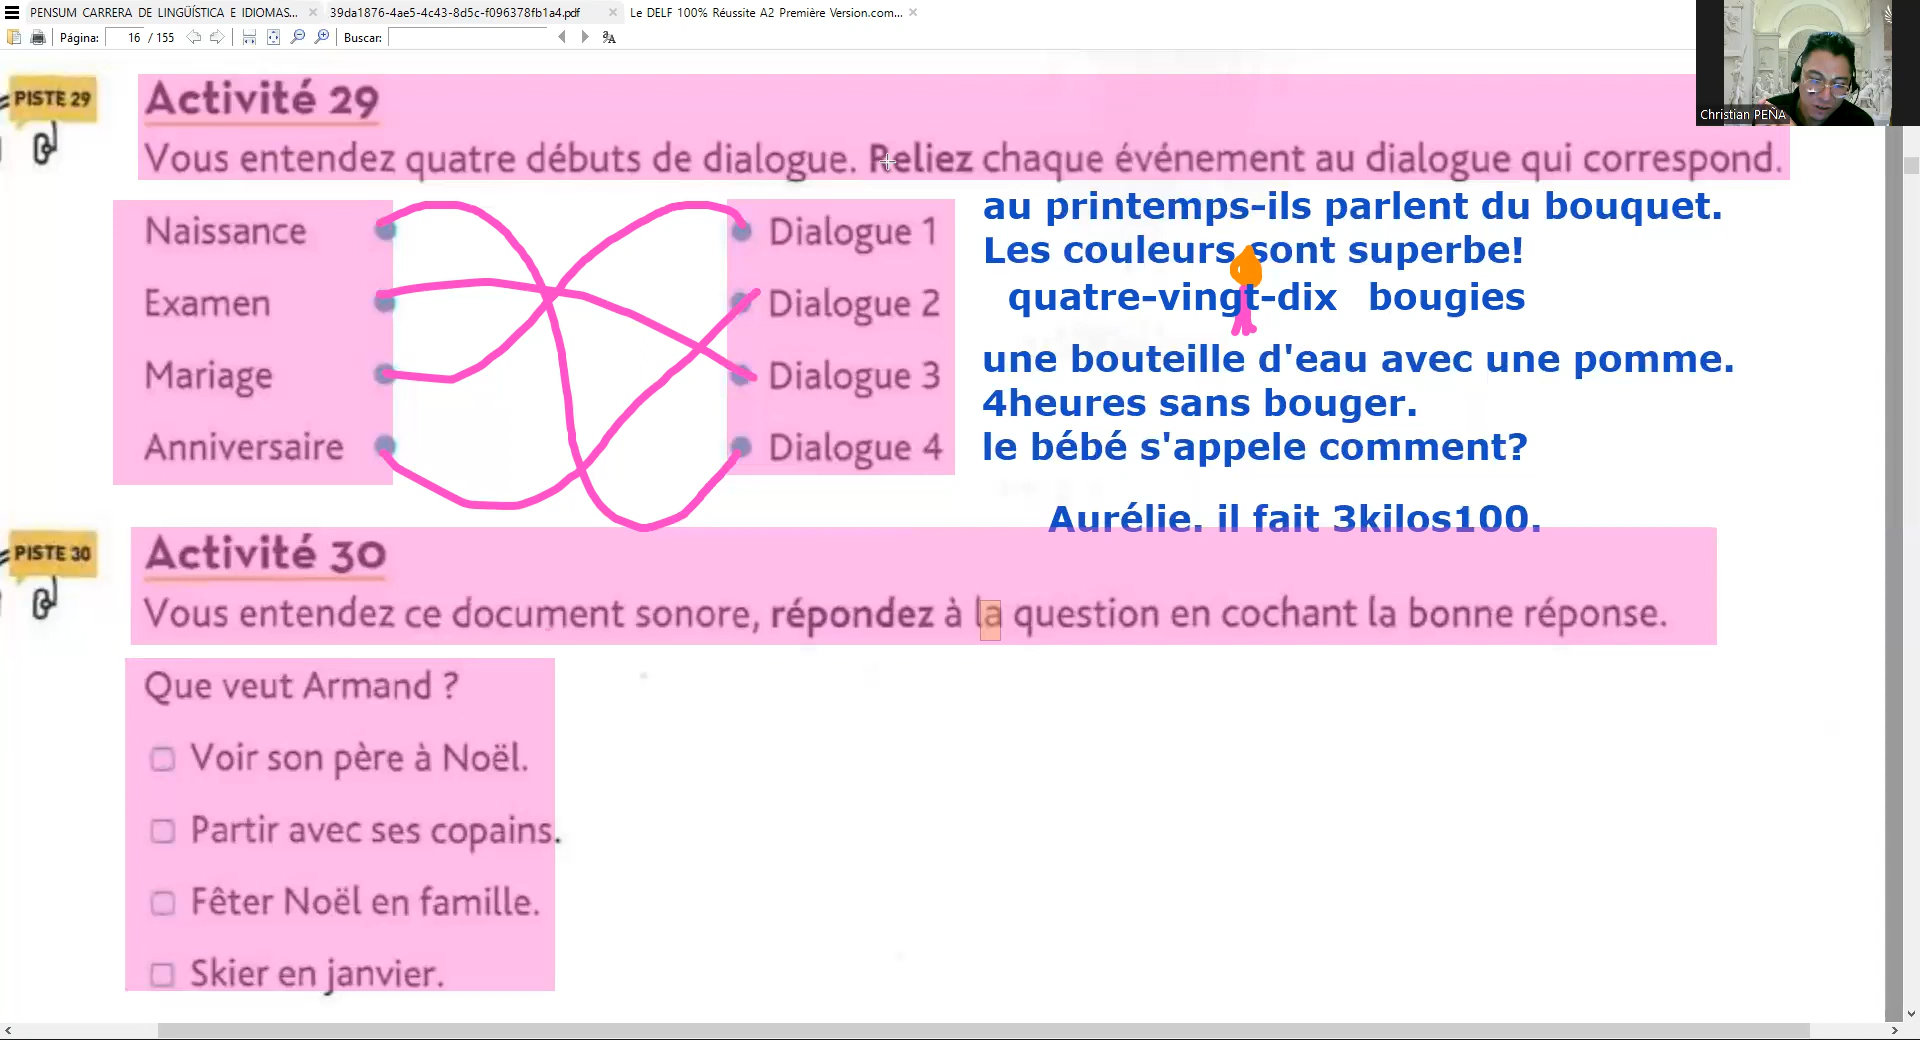 PENSUM CARRERA DE LINGÜÍSTICA E IDIOMAS...
39da1876-4ae5-4c43-8d5c-f096378fb1a4.pdf
Le DELF 100% Réussite A2 Première Version.com...
Página: 16 / 155
Buscar:
Christian PEÑA
PISTE 29
Activité 29
Vous entendez quatre débuts de dialogue. Reliez chaque événement au dialogue qui correspond.
Naissance
Dialogue 1
au printemps-ils parlent du bouquet.
Les couleurs sont superbe!
Examen
Dialogue 2
quatre-vingt-dix bougies
Mariage
Dialogue 3
une bouteille d'eau avec une pomme.
4heures sans bouger.
Anniversaire
Dialogue 4
le bébé s'appele comment?
Aurélie. il fait 3kilos100.
PISTE 30
Activité 30
Vous entendez ce document sonore, répondez à la question en cochant la bonne réponse.
Que veut Armand ?
Voir son père à Noël.
Partir avec ses copains.
Fêter Noël en famille.
Skier en janvier.